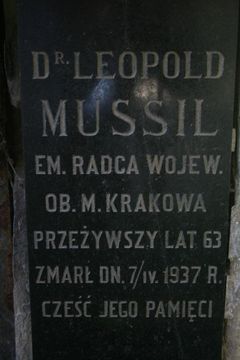 DR. LEOPOLD
MUSSIL
EM. RADCA WOJEW.
OB. M. KRAKOWA
PRZEŻYWSZY LAT 63
ZMARŁ DN. 7/IV. 1937 R.
CZEŚĆ JEGO PAMIĘCI